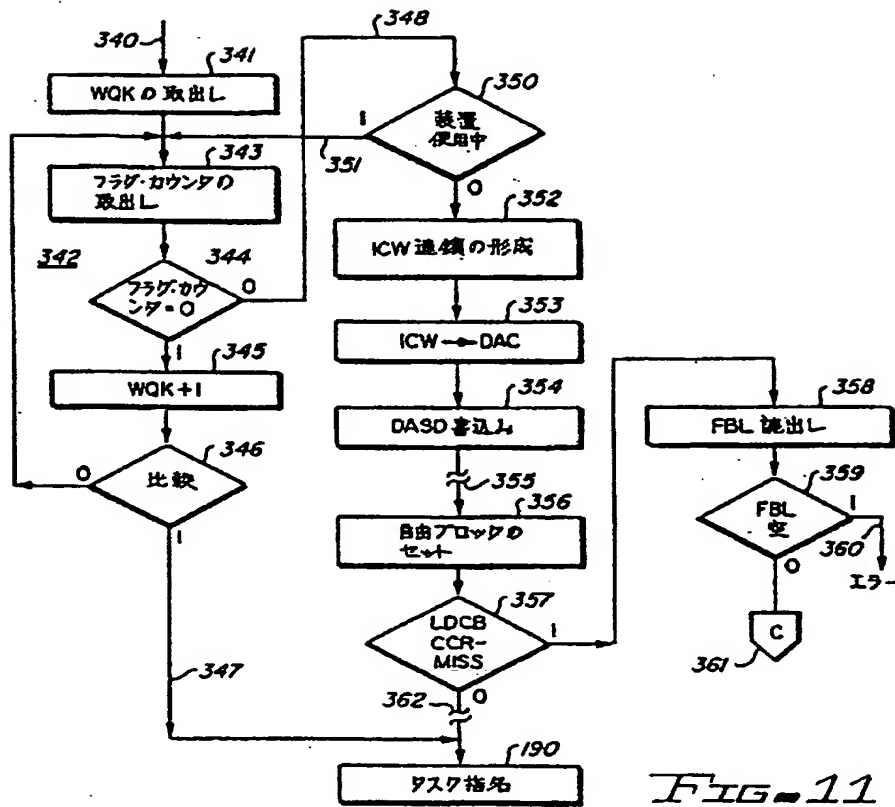 340
341
WQKの取出し
343
フラグ・カウンタの
取出し
342
344
フラグ・カウ
ンタ=0
0
1
345
WQK+1
346
比較
0
1
347
348
350
装置
使用中
1
351
0
352
ICW連鎖の形成
353
ICW→DAC
354
DASD書込み
355
356
自由ブロックの
セット
357
LDCB
CCR-
MISS
1
0
362
190
タスク指名
358
FBL読出し
359
FBL
空
1
360
0
エラー
C
361
FIG-11